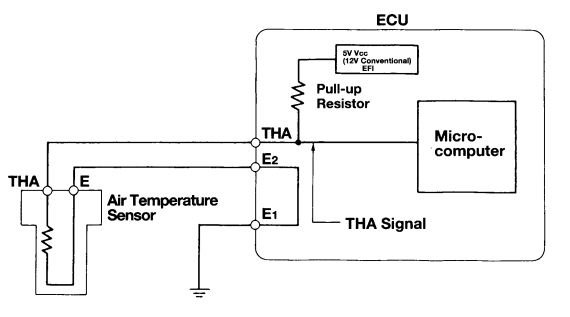 ECU
5V Vcc
(12V Conventional)
EFI
Pull-up
Resistor
THA
Micro-
computer
E2
THA
E
Air Temperature
Sensor
E1
THA Signal